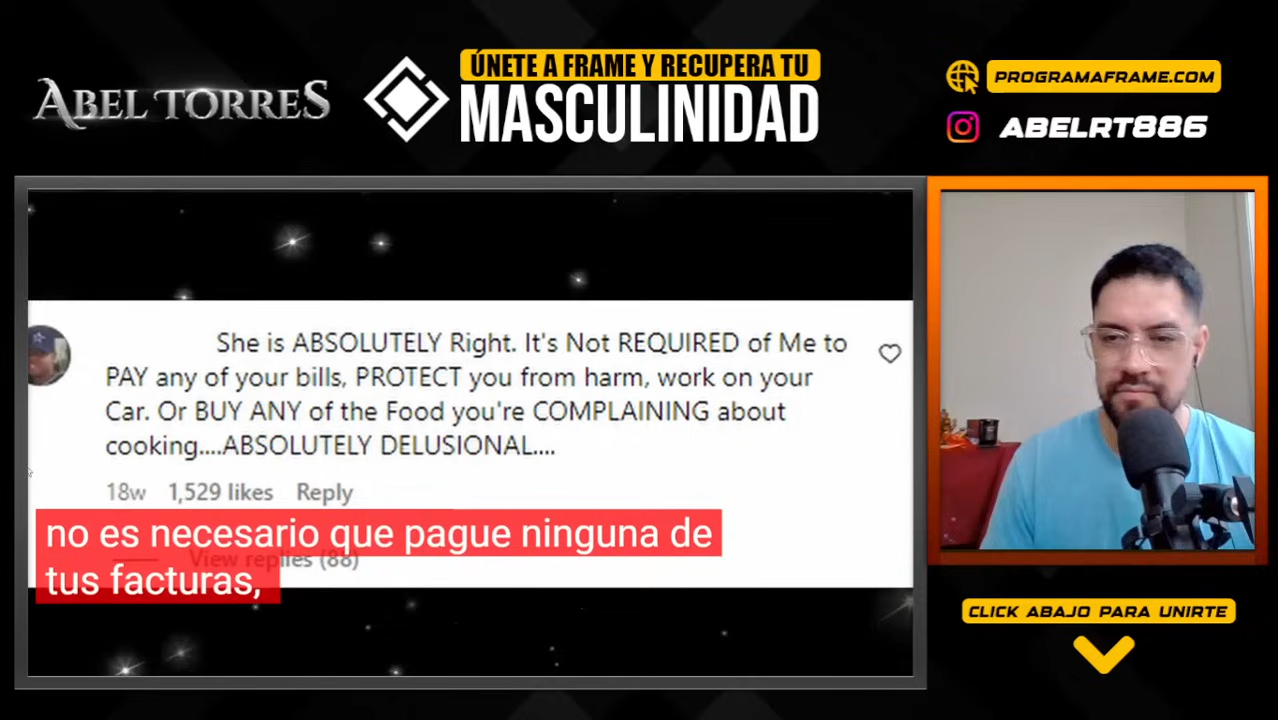 ABEL TORRES
ÚNETE A FRAME Y RECUPERA TU
MASCULINIDAD
PROGRAMAFRAME.COM
ABELRT886
She is ABSOLUTELY Right. It's Not REQUIRED of Me to
PAY any of your bills, PROTECT you from harm, work on your
Car. Or BUY ANY of the Food you're COMPLAINING about
cooking....ABSOLUTELY DELUSIONAL....
18w 1,529 likes Reply
View replies (88)
no es necesario que pague ninguna de
tus facturas,
CLICK ABAJO PARA UNIRTE